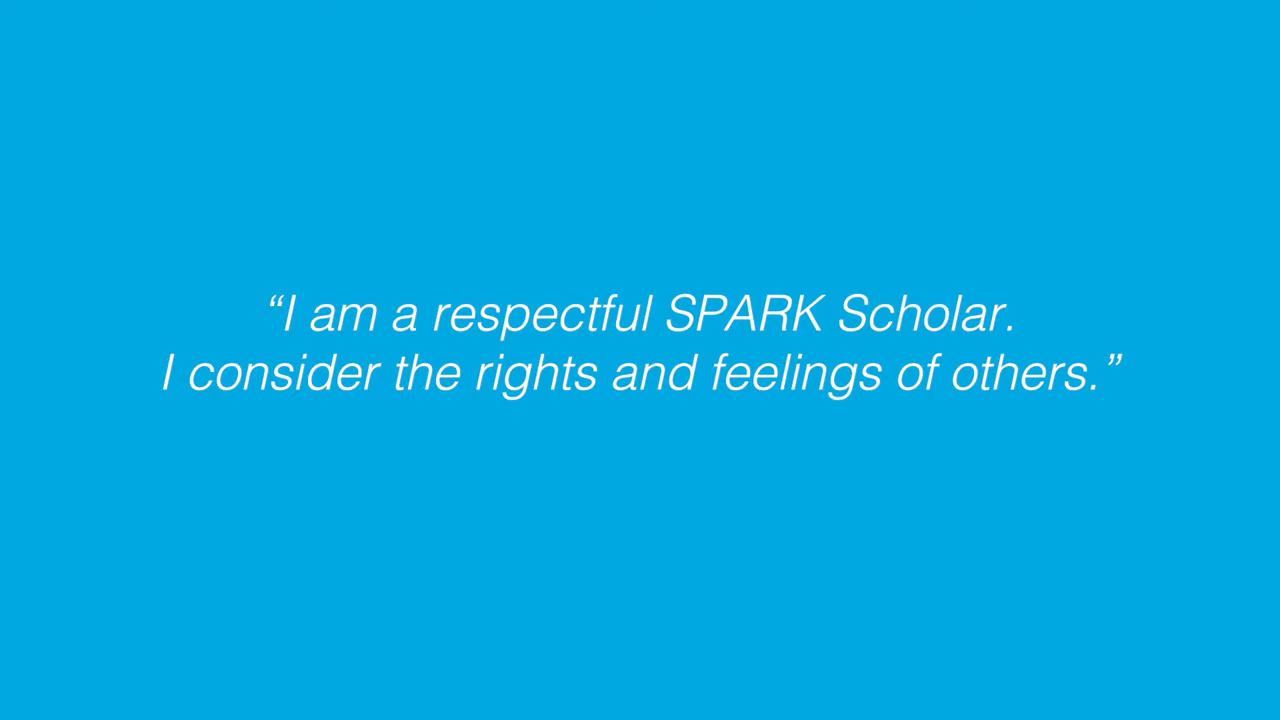 “I am a respectful SPARK Scholar.
I consider the rights and feelings of others.”